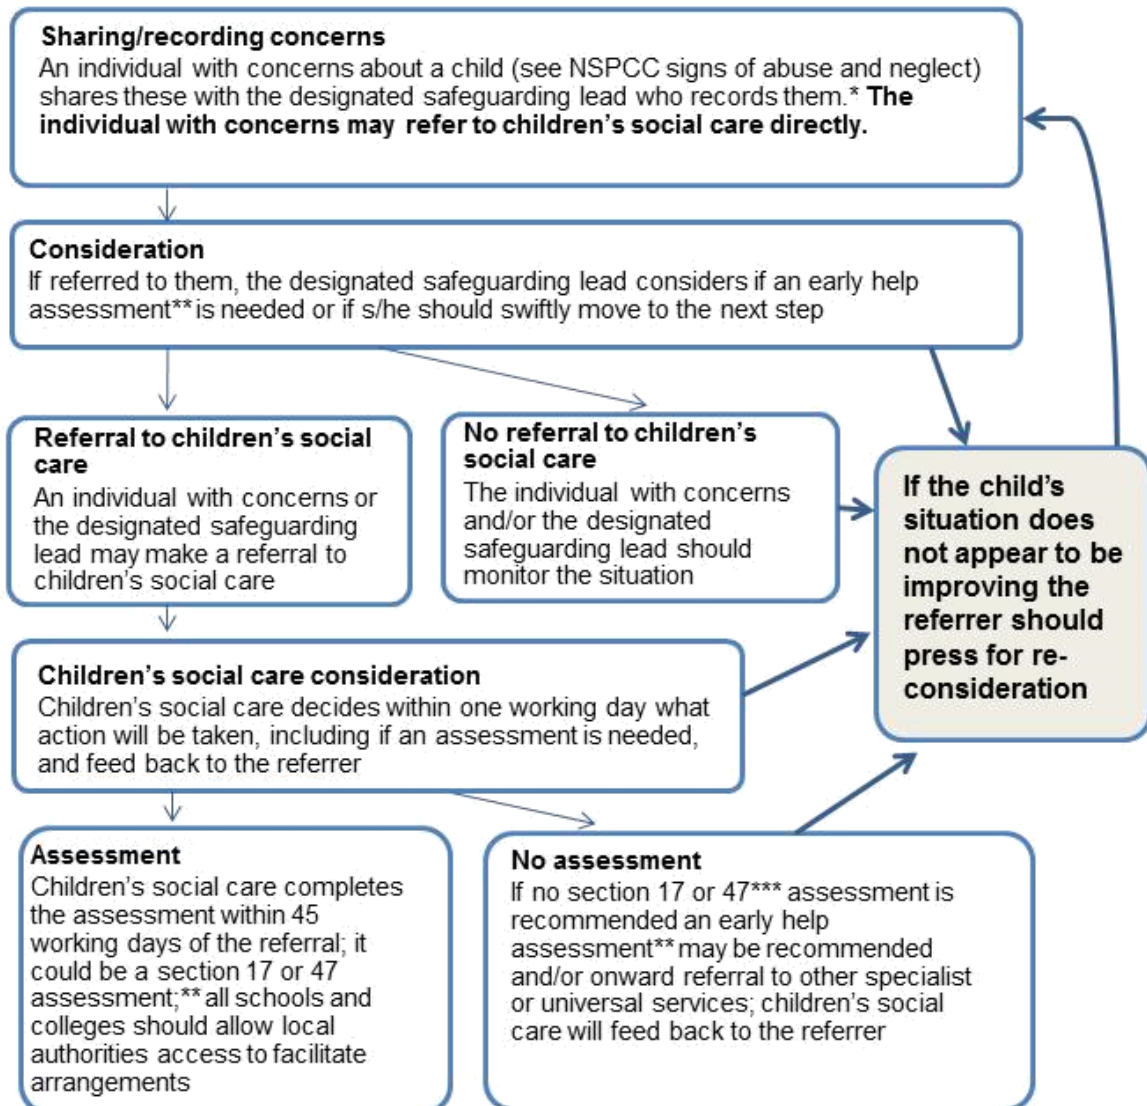 Sharing/recording concerns
An individual with concerns about a child (see NSPCC signs of abuse and neglect)
shares these with the designated safeguarding lead who records them.* The
individual with concerns may refer to children's social care directly.
Consideration
If referred to them, the designated safeguarding lead considers if an early help
assessment** is needed or if s/he should swiftly move to the next step
Referral to children's social
care
An individual with concerns or
the designated safeguarding
lead may make a referral to
children's social care
No referral to children's
social care
The individual with concerns
and/or the designated
safeguarding lead should
monitor the situation
If the child's
situation does
not appear to be
improving the
referrer should
press for re-
consideration
Children's social care consideration
Children's social care decides within one working day what
action will be taken, including if an assessment is needed,
and feed back to the referrer
Assessment
Children's social care completes
the assessment within 45
working days of the referral; it
could be a section 17 or 47
assessment;** all schools and
colleges should allow local
authorities access to facilitate
arrangements
No assessment
If no section 17 or 47*** assessment is
recommended an early help
assessment** may be recommended
and/or onward referral to other specialist
or universal services; children's social
care will feed back to the referrer